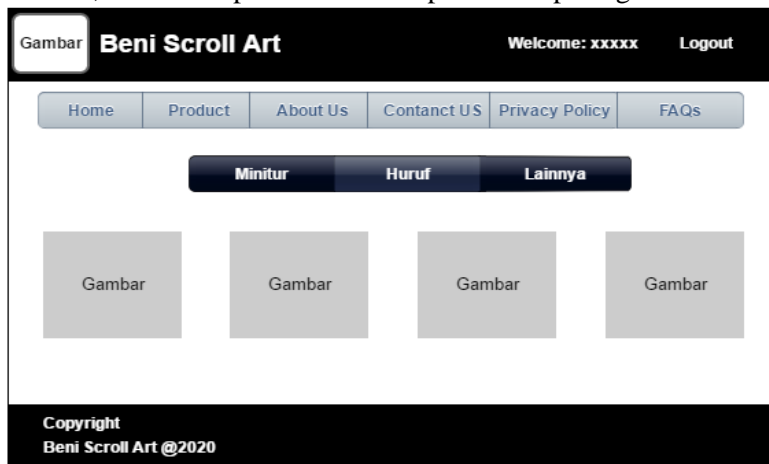 Gambar Beni Scroll Art Welcome: xxxxx Logout
Home Product About Us Contanct US Privacy Policy FAQs
Minitur Huruf Lainnya
Gambar Gambar Gambar Gambar
Copyright
Beni Scroll Art @2020